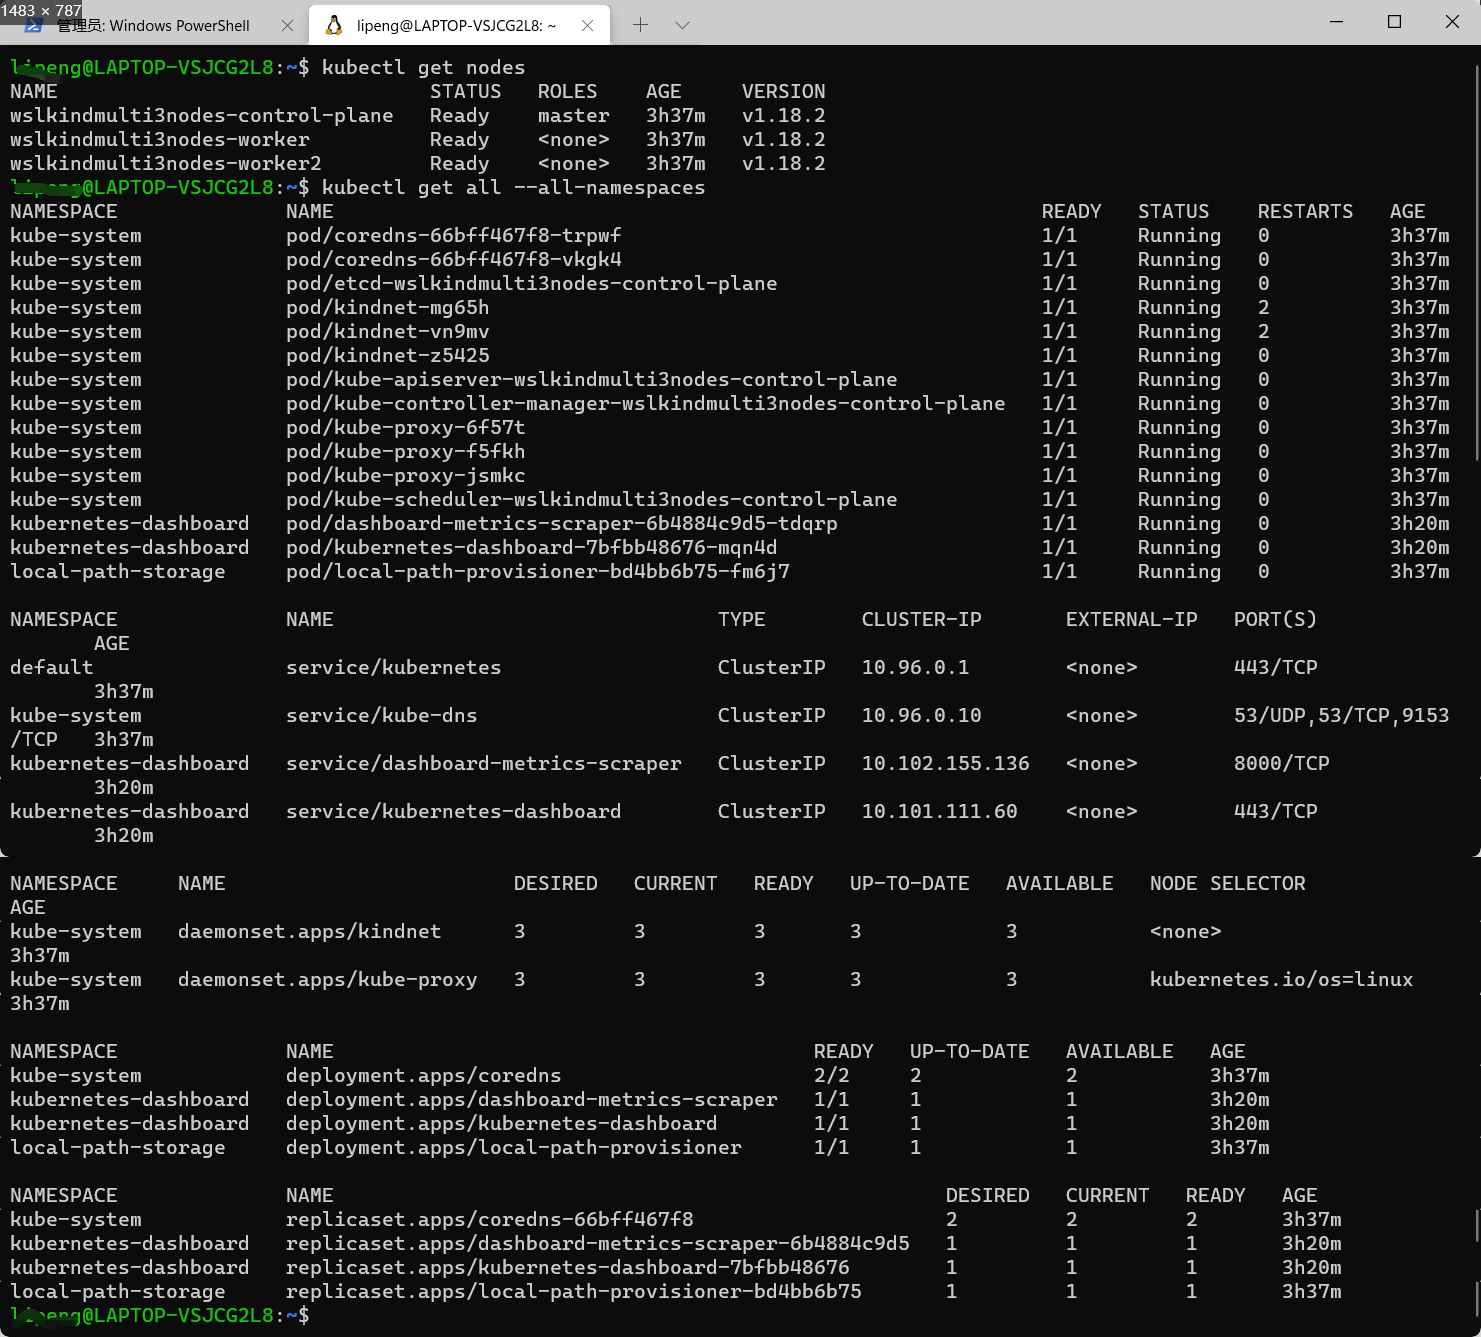 1483 × 787
管理员: Windows PowerShell
lipeng@LAPTOP-VSJCG2L8: ~
lipeng@LAPTOP-VSJCG2L8:~$ kubectl get nodes
NAME STATUS ROLES AGE VERSION
wslkindmulti3nodes-control-plane Ready master 3h37m v1.18.2
wslkindmulti3nodes-worker Ready <none> 3h37m v1.18.2
wslkindmulti3nodes-worker2 Ready <none> 3h37m v1.18.2
lipeng@LAPTOP-VSJCG2L8:~$ kubectl get all --all-namespaces
NAMESPACE NAME READY STATUS RESTARTS AGE
kube-system pod/coredns-66bff467f8-trpwf 1/1 Running 0 3h37m
kube-system pod/coredns-66bff467f8-vkgk4 1/1 Running 0 3h37m
kube-system pod/etcd-wslkindmulti3nodes-control-plane 1/1 Running 0 3h37m
kube-system pod/kindnet-mg65h 1/1 Running 2 3h37m
kube-system pod/kindnet-vn9mv 1/1 Running 2 3h37m
kube-system pod/kindnet-z5425 1/1 Running 0 3h37m
kube-system pod/kube-apiserver-wslkindmulti3nodes-control-plane 1/1 Running 0 3h37m
kube-system pod/kube-controller-manager-wslkindmulti3nodes-control-plane 1/1 Running 0 3h37m
kube-system pod/kube-proxy-6f57t 1/1 Running 0 3h37m
kube-system pod/kube-proxy-f5fkh 1/1 Running 0 3h37m
kube-system pod/kube-proxy-jsmkc 1/1 Running 0 3h37m
kube-system pod/kube-scheduler-wslkindmulti3nodes-control-plane 1/1 Running 0 3h37m
kubernetes-dashboard pod/dashboard-metrics-scraper-6b4884c9d5-tdqrp 1/1 Running 0 3h20m
kubernetes-dashboard pod/kubernetes-dashboard-7bfbb48676-mqn4d 1/1 Running 0 3h20m
local-path-storage pod/local-path-provisioner-bd4bb6b75-fm6j7 1/1 Running 0 3h37m
NAMESPACE NAME TYPE CLUSTER-IP EXTERNAL-IP PORT(S)
AGE
default service/kubernetes ClusterIP 10.96.0.1 <none> 443/TCP
3h37m
kube-system service/kube-dns ClusterIP 10.96.0.10 <none> 53/UDP,53/TCP,9153
/TCP 3h37m
kubernetes-dashboard service/dashboard-metrics-scraper ClusterIP 10.102.155.136 <none> 8000/TCP
3h20m
kubernetes-dashboard service/kubernetes-dashboard ClusterIP 10.101.111.60 <none> 443/TCP
3h20m
NAMESPACE NAME DESIRED CURRENT READY UP-TO-DATE AVAILABLE NODE SELECTOR
AGE
kube-system daemonset.apps/kindnet 3 3 3 3 3 <none>
3h37m
kube-system daemonset.apps/kube-proxy 3 3 3 3 3 kubernetes.io/os=linux
3h37m
NAMESPACE NAME READY UP-TO-DATE AVAILABLE AGE
kube-system deployment.apps/coredns 2/2 2 2 3h37m
kubernetes-dashboard deployment.apps/dashboard-metrics-scraper 1/1 1 1 3h20m
kubernetes-dashboard deployment.apps/kubernetes-dashboard 1/1 1 1 3h20m
local-path-storage deployment.apps/local-path-provisioner 1/1 1 1 3h37m
NAMESPACE NAME DESIRED CURRENT READY AGE
kube-system replicaset.apps/coredns-66bff467f8 2 2 2 3h37m
kubernetes-dashboard replicaset.apps/dashboard-metrics-scraper-6b4884c9d5 1 1 1 3h20m
kubernetes-dashboard replicaset.apps/kubernetes-dashboard-7bfbb48676 1 1 1 3h20m
local-path-storage replicaset.apps/local-path-provisioner-bd4bb6b75 1 1 1 3h37m
lipeng@LAPTOP-VSJCG2L8:~$